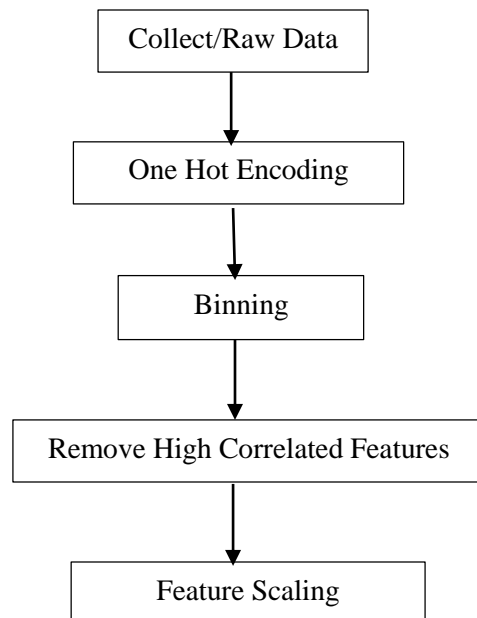 Collect/Raw Data
One Hot Encoding
Binning
Remove High Correlated Features
Feature Scaling